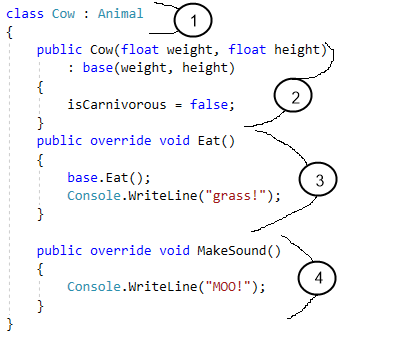 class Cow : Animal
{
public Cow(float weight, float height)
: base(weight, height)
{
isCarnivorous = false;
}
public override void Eat()
{
base.Eat();
Console.WriteLine("grass!");
}
public override void MakeSound()
{
Console.WriteLine("MOO!");
}
}
1
2
3
4